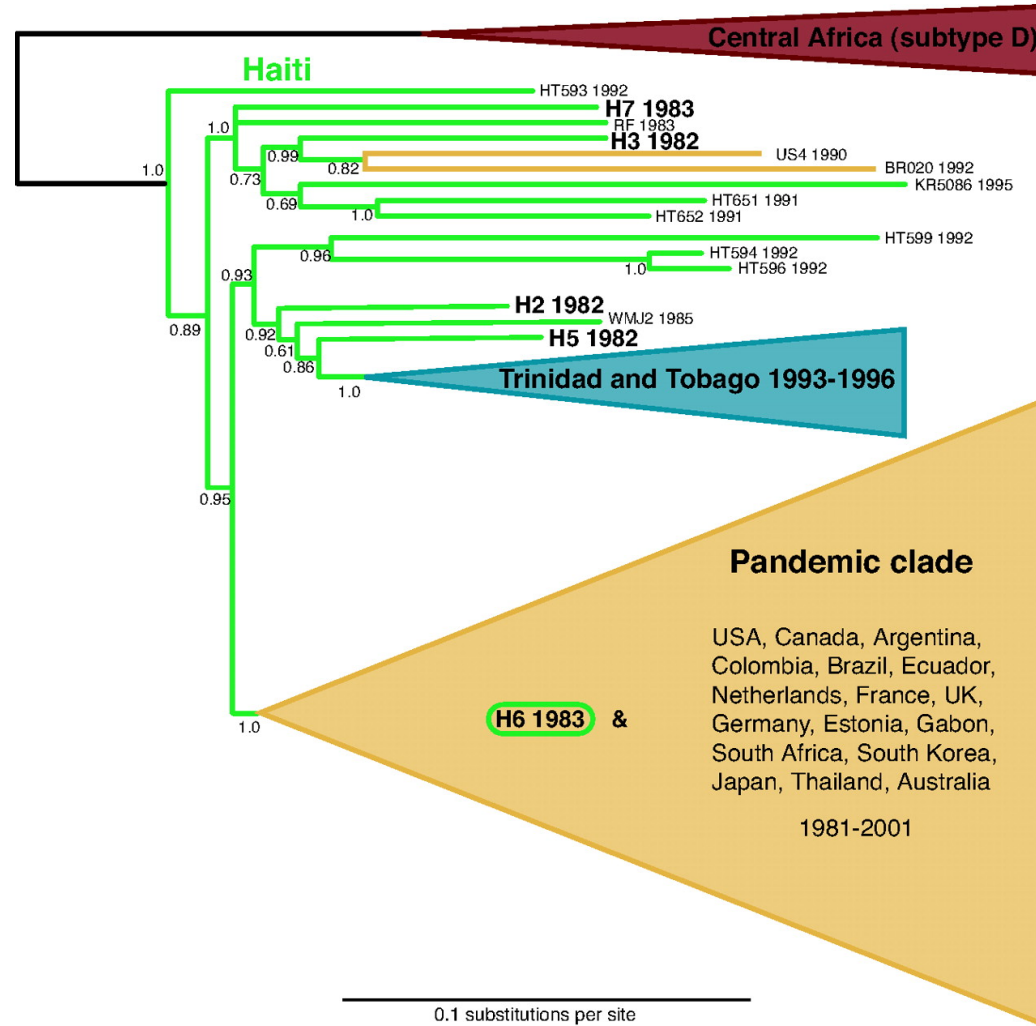 Central Africa (subtype D)
Haiti
HT593 1992
H7 1983
1.0
RF 1983
H3 1982
0.99
US4 1990
1.0
0.82
BR020 1992
0.73
KR5086 1995
0.69
HT651 1991
1.0
HT652 1991
HT599 1992
HT594 1992
0.96
1.0
HT596 1992
0.93
H2 1982
WMJ2 1985
0.89
0.92
H5 1982
0.61
0.86
Trinidad and Tobago 1993-1996
1.0
0.95
Pandemic clade
USA, Canada, Argentina,
Colombia, Brazil, Ecuador,
Netherlands, France, UK,
H6 1983 &
Germany, Estonia, Gabon,
1.0
South Africa, South Korea,
Japan, Thailand, Australia
1981-2001
0.1 substitutions per site